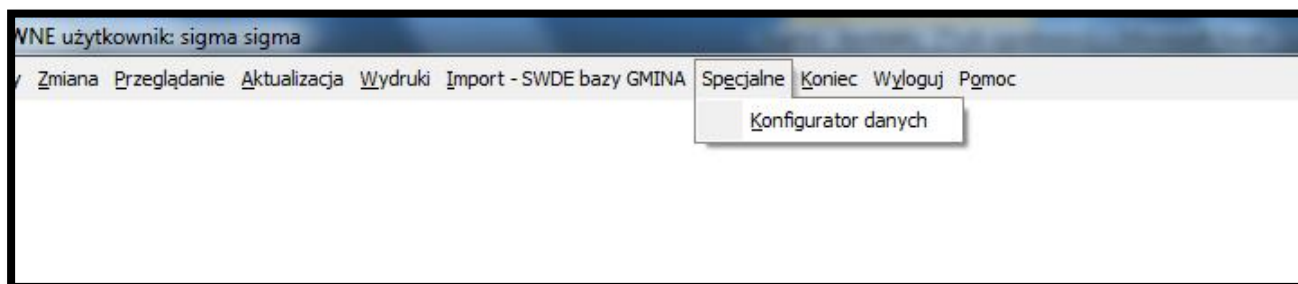 WNE użytkownik: sigma sigma
y Zmiana Przeglądanie Aktualizacja Wydruki Import - SWDE bazy GMINA Specjalne Koniec Wyloguj Pomoc
Konfigurator danych